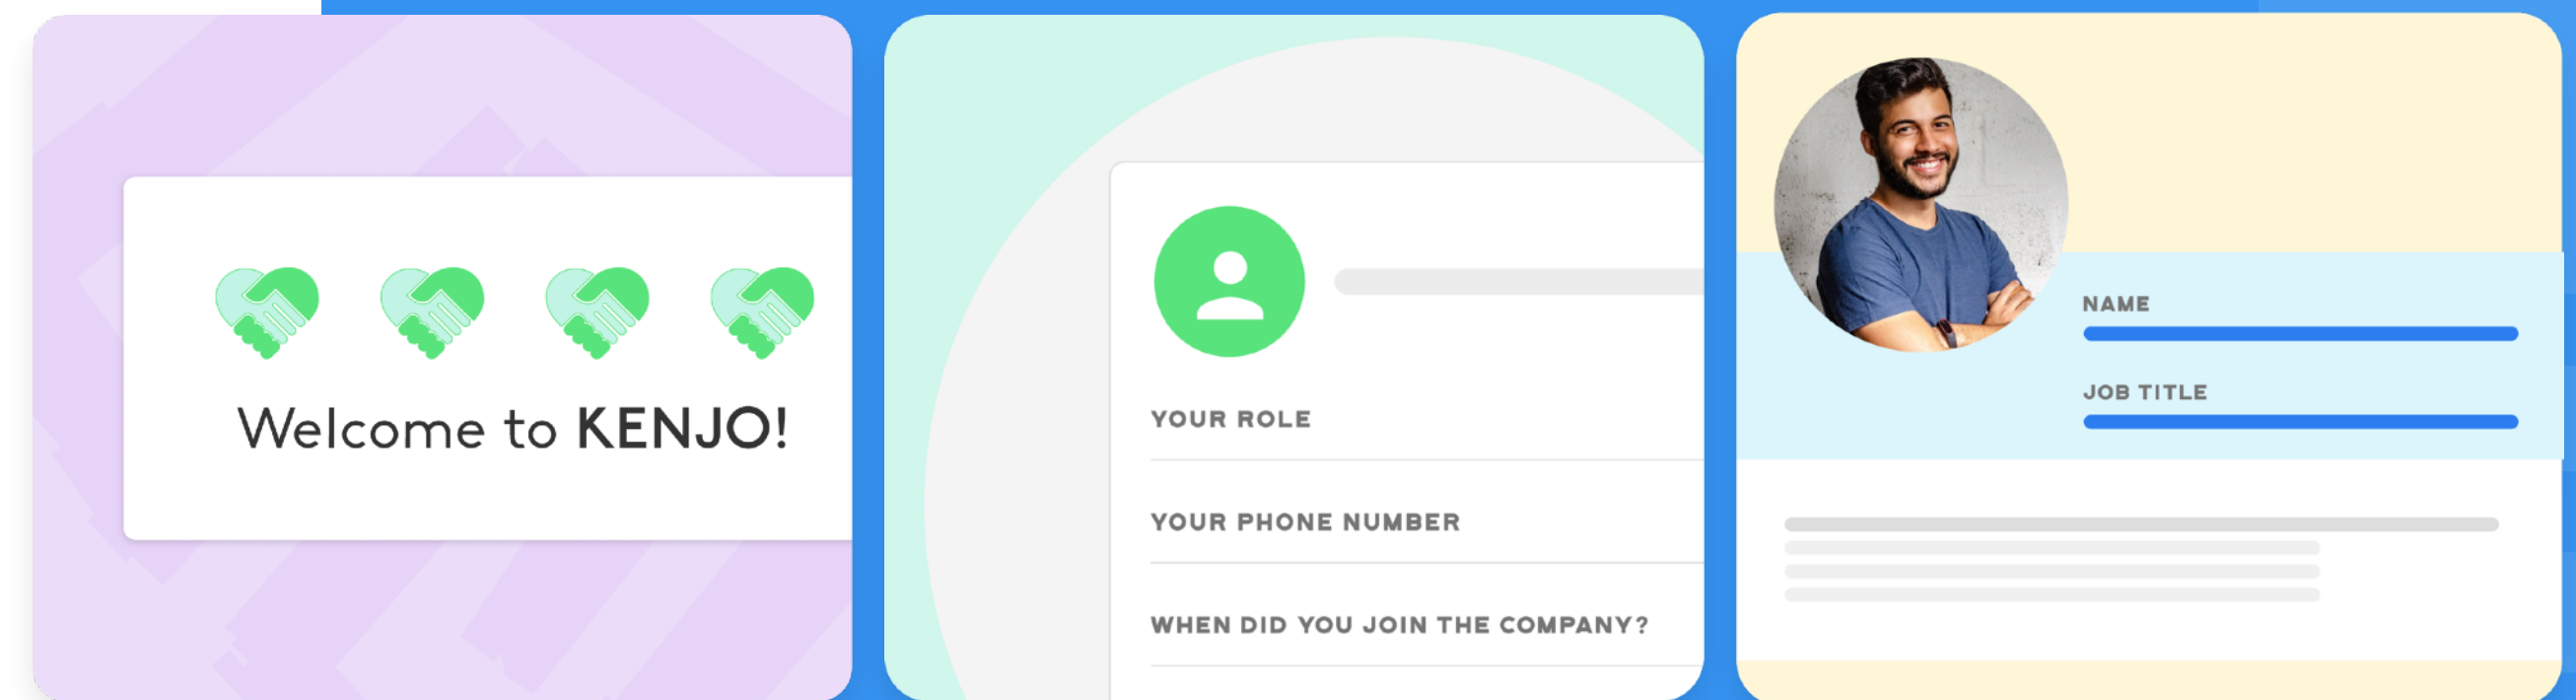 Welcome to KENJO!
YOUR ROLE
YOUR PHONE NUMBER
WHEN DID YOU JOIN THE COMPANY?
NAME
JOB TITLE